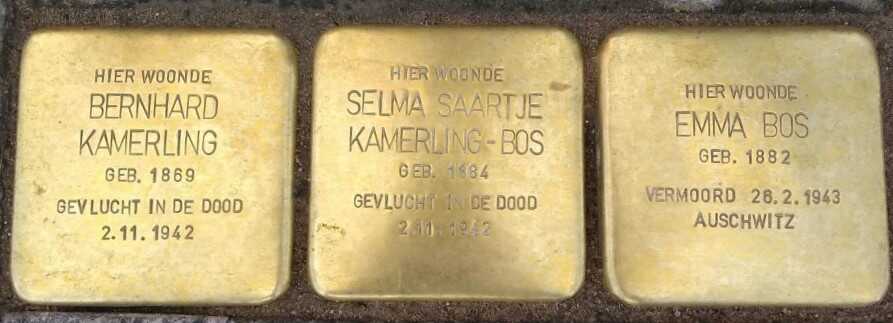 HIER WOONDE
BERNHARD
KAMERLING
GEB. 1869
GEVLUCHT IN DE DOOD
2.11.1942
HIER WOONDE
SELMA SAARTJE
KAMERLING-BOS
GEB. 1884
GEVLUCHT IN DE DOOD
2.11.1942
HIER WOONDE
EMMA BOS
GEB. 1882
VERMOORD 26.2.1943
AUSCHWITZ